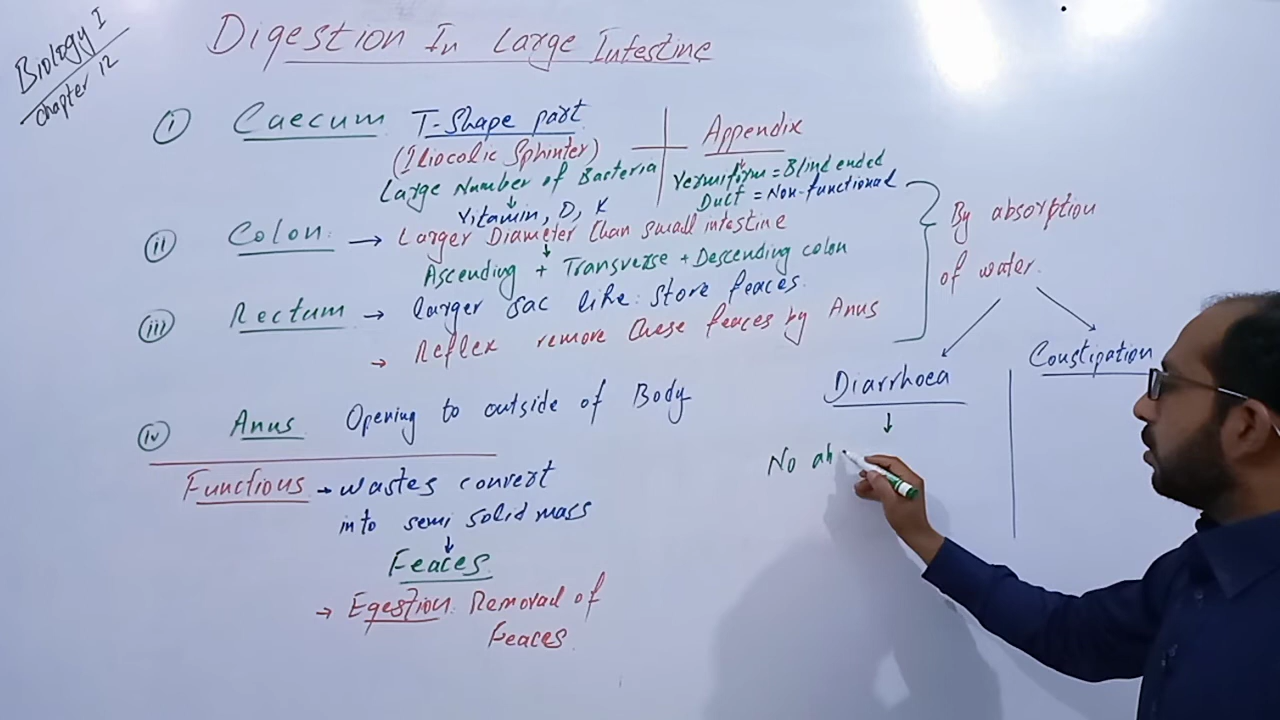 Biology I
Chapter 12
Digestion In Large Intestine
i Caecum T-Shape part
(Iliocolic Sphinter)
Large Number of Bacteria
Vitamin, D, K
Appendix
Vermiform = Blind ended
Duct = Non-functional
ii Colon: → Larger Diameter than small intestine
Ascending + Transverse + Descending colon
iii Rectum → larger sac like: store feaces.
→ Reflex remove these feaces by Anus
By absorption
of water.
iv Anus Opening to outside of Body
Functions → wastes convert
into semi solid mass
Feaces
→ Egestion: Removal of
Feaces
Diarrhoea
No ab
Constipation